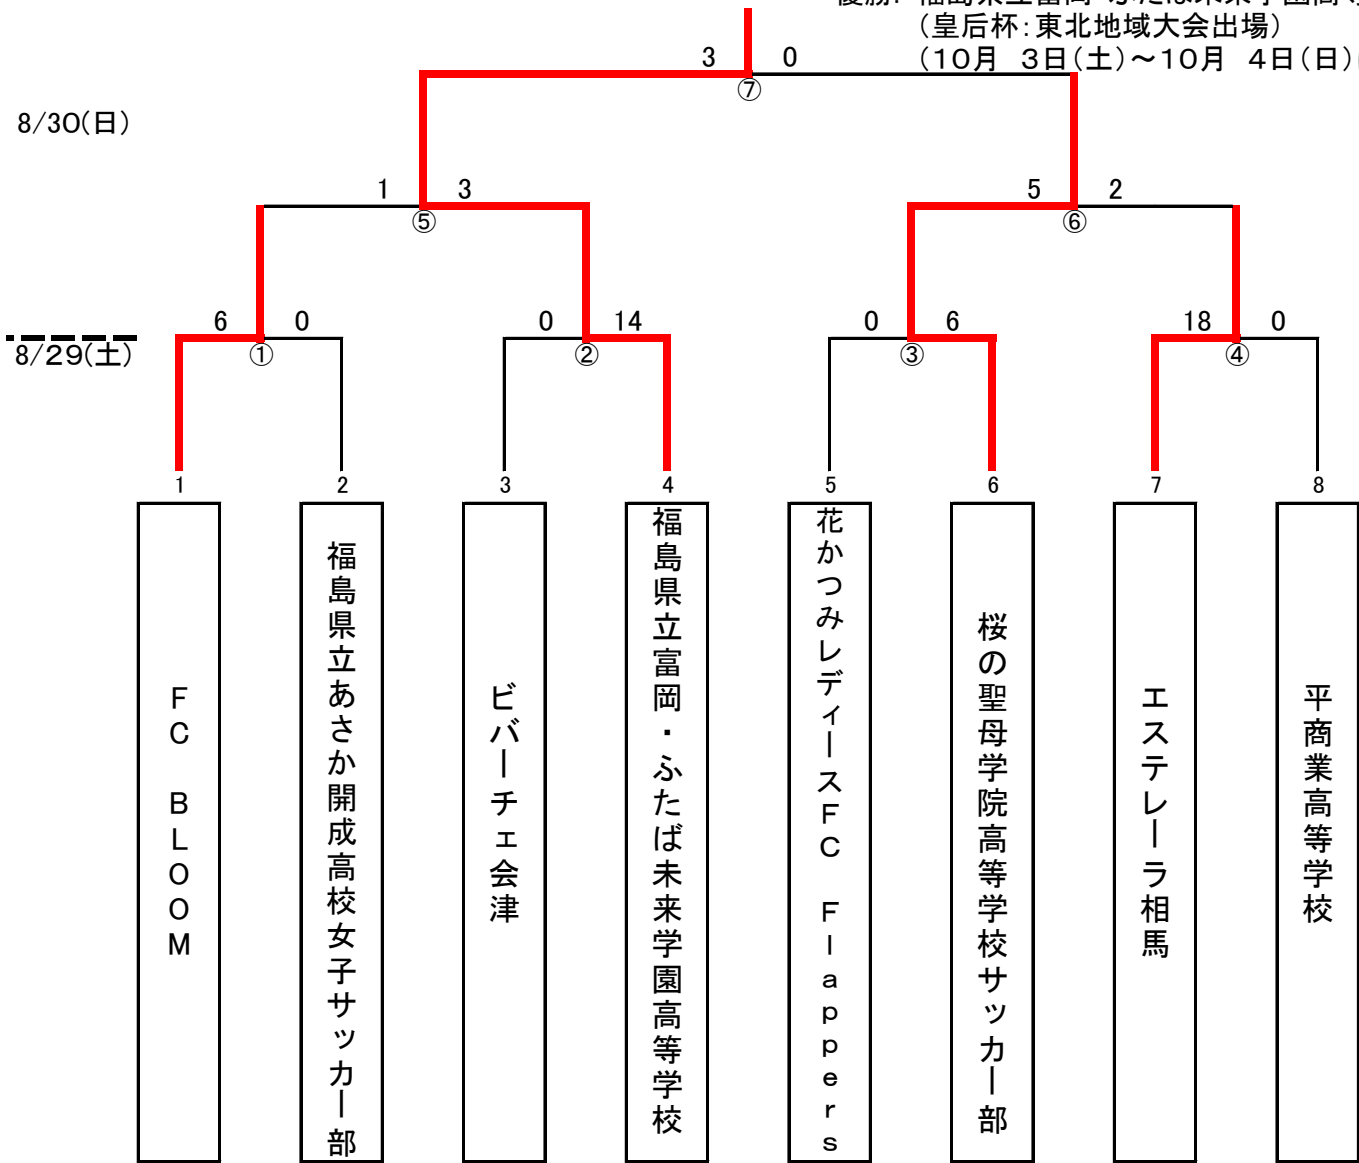 (皇后杯:東北地域大会出場)
3 0 (10月 3日(土)~10月 4日(日)
⑦
8/30(日)
1 3 5 2
⑤ ⑥
6 0 0 14 0 6 18 0
8/29(土) ① ② ③ ④
1 2 3 4 5 6 7 8
FC BLOOM
福島県立あさか開成高校女子サッカー部
ビバーチェ会津
福島県立富岡・ふたば未来学園高等学校
花かつみレディースFC Flappers
桜の聖母学院高等学校サッカー部
エステレーラ相馬
平商業高等学校